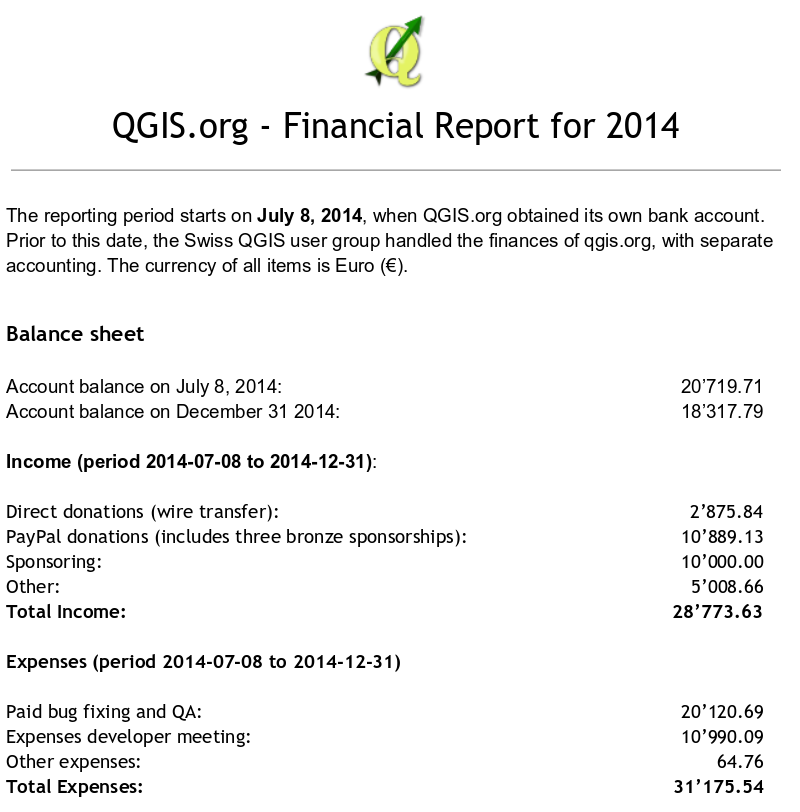 QGIS.org - Financial Report for 2014
The reporting period starts on July 8, 2014, when QGIS.org obtained its own bank account.
Prior to this date, the Swiss QGIS user group handled the finances of qgis.org, with separate
accounting. The currency of all items is Euro (€).
Balance sheet
Account balance on July 8, 2014: 20’719.71
Account balance on December 31 2014: 18’317.79
Income (period 2014-07-08 to 2014-12-31):
Direct donations (wire transfer): 2’875.84
PayPal donations (includes three bronze sponsorships): 10’889.13
Sponsoring: 10’000.00
Other: 5’008.66
Total Income: 28’773.63
Expenses (period 2014-07-08 to 2014-12-31)
Paid bug fixing and QA: 20’120.69
Expenses developer meeting: 10’990.09
Other expenses: 64.76
Total Expenses: 31’175.54